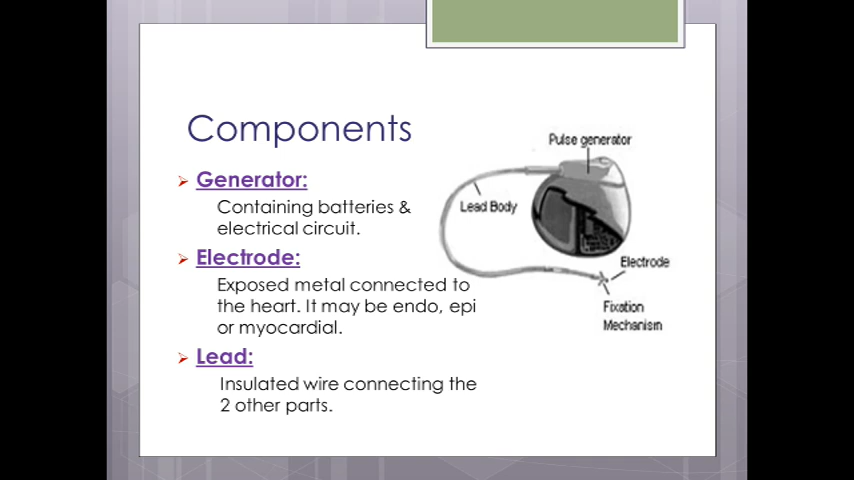 Components
Generator:
Containing batteries &
electrical circuit.
Electrode:
Exposed metal connected to
the heart. It may be endo, epi
or myocardial.
Lead:
Insulated wire connecting the
2 other parts.
Pulse generator
Lead Body
Electrode
Fixation
Mechanism